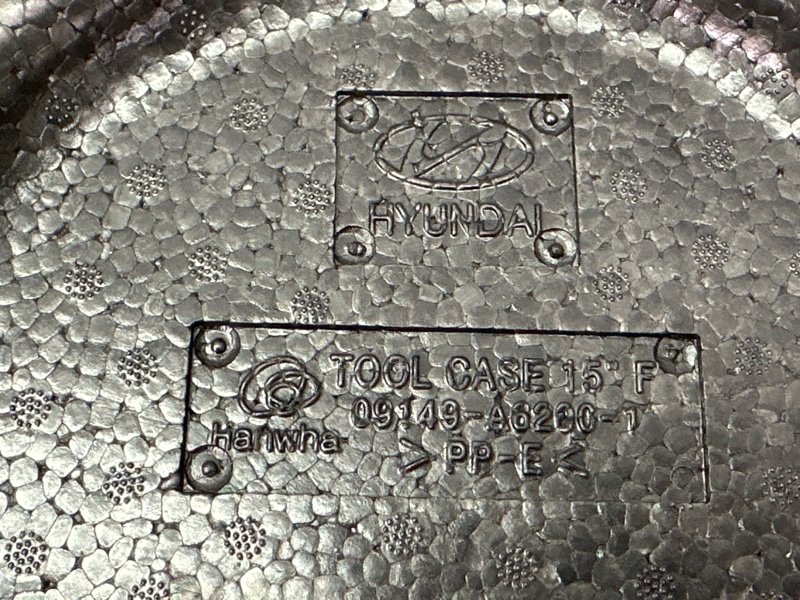 HYUNDAI
TOOL CASE 15" F
09149-A6200-1
Hanwha
>PP-E<